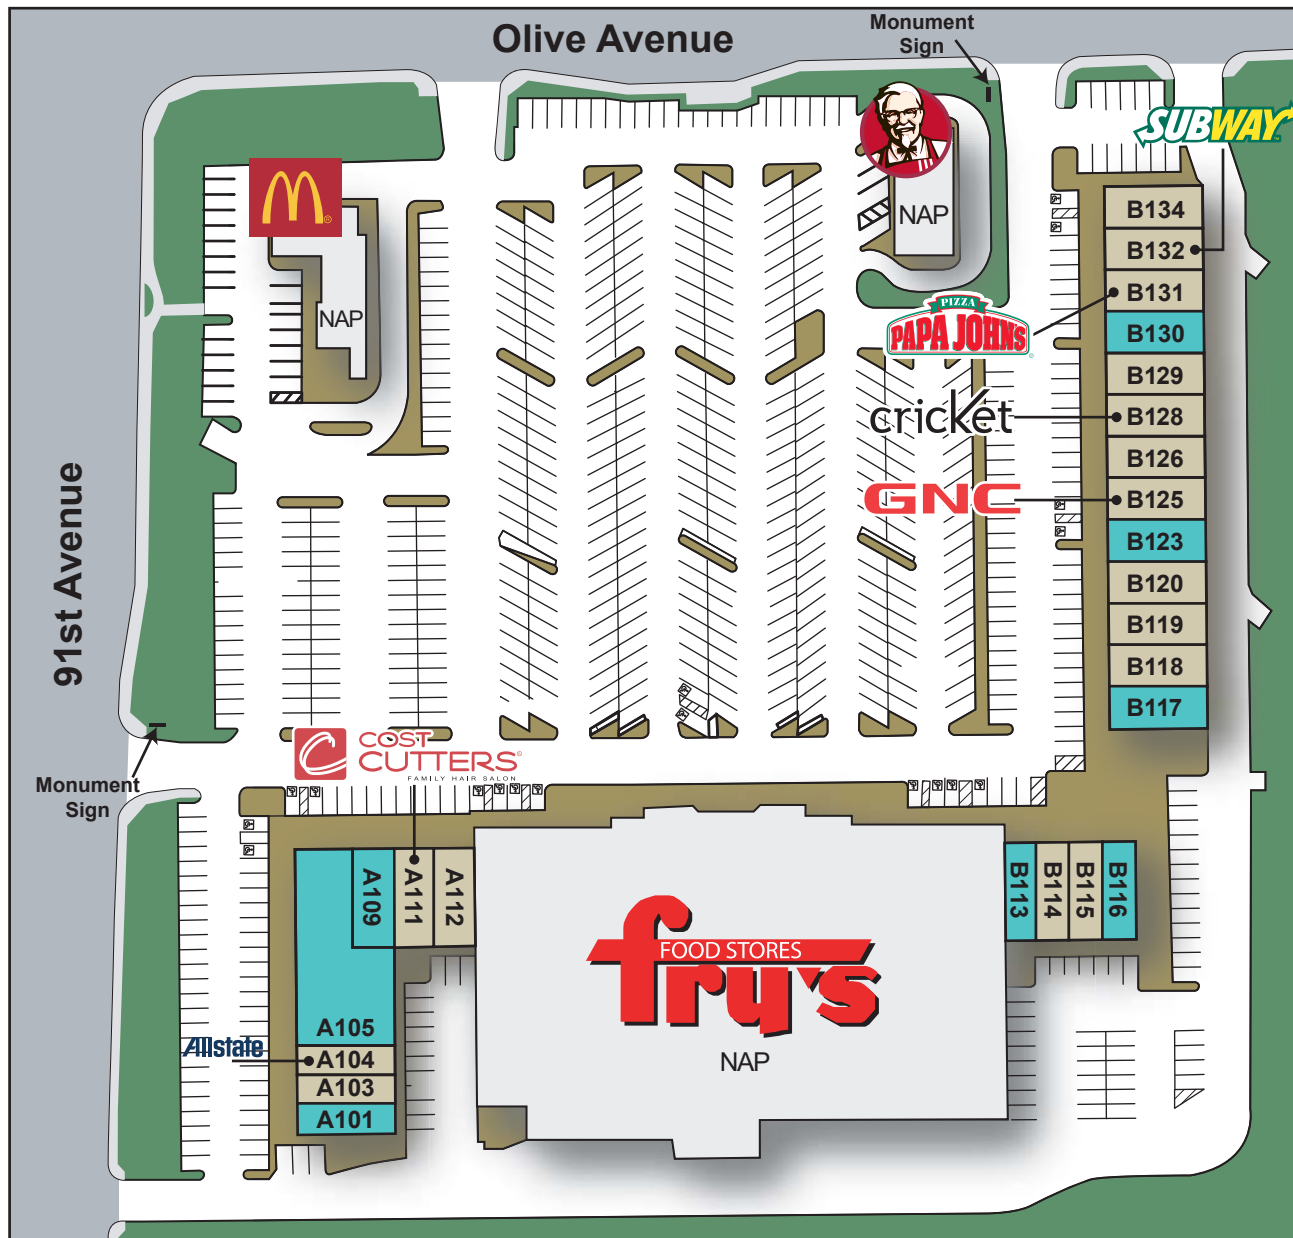 Olive Avenue
Monument
Sign
SUBWAY
NAP
NAP
PIZZA
PAPA JOHN'S
cricket
GNC
B134
B132
B131
B130
B129
B128
B126
B125
B123
B120
B119
B118
B117
91st Avenue
Monument
Sign
COST
CUTTERS®
FAMILY HAIR SALON
A109
A111
A112
B113
B114
B115
B116
fry's
FOOD STORES
NAP
Allstate
A105
A104
A103
A101